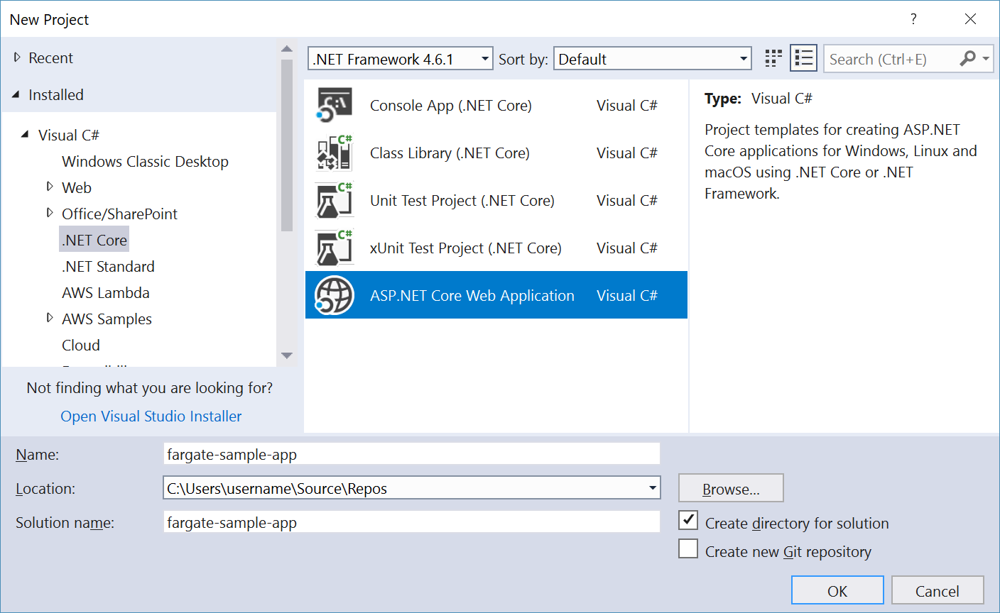 New Project
?
Recent
Installed
Visual C#
Windows Classic Desktop
Web
Office/SharePoint
.NET Core
.NET Standard
AWS Lambda
AWS Samples
Cloud
Not finding what you are looking for?
Open Visual Studio Installer
.NET Framework 4.6.1
Sort by:
Default
Search (Ctrl+E)
Console App (.NET Core) Visual C#
Class Library (.NET Core) Visual C#
Unit Test Project (.NET Core) Visual C#
xUnit Test Project (.NET Core) Visual C#
ASP.NET Core Web Application Visual C#
C:\
C#
C#
C#
Type: Visual C#
Project templates for creating ASP.NET
Core applications for Windows, Linux and
macOS using .NET Core or .NET
Framework.
Name: fargate-sample-app
Location: C:\Users\username\Source\Repos
Browse...
Solution name: fargate-sample-app
Create directory for solution
Create new Git repository
OK
Cancel